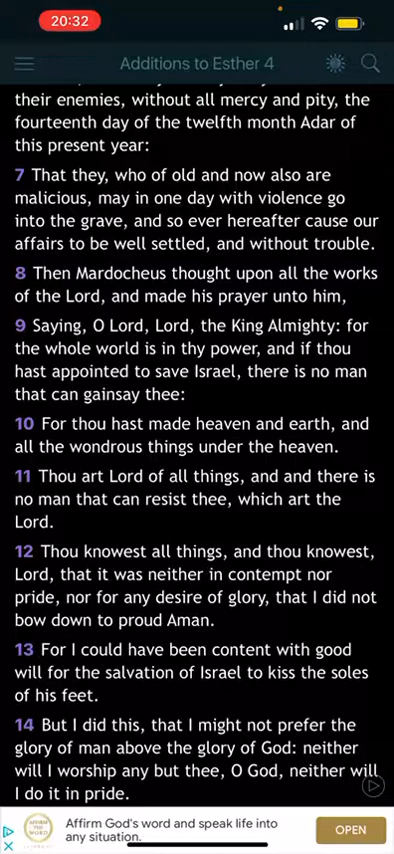 20:32
Additions to Esther 4
their enemies, without all mercy and pity, the
fourteenth day of the twelfth month Adar of
this present year:
7 That they, who of old and now also are
malicious, may in one day with violence go
into the grave, and so ever hereafter cause our
affairs to be well settled, and without trouble.
8 Then Mardocheus thought upon all the works
of the Lord, and made his prayer unto him,
9 Saying, O Lord, Lord, the King Almighty: for
the whole world is in thy power, and if thou
hast appointed to save Israel, there is no man
that can gainsay thee:
10 For thou hast made heaven and earth, and
all the wondrous things under the heaven.
11 Thou art Lord of all things, and and there is
no man that can resist thee, which art the
Lord.
12 Thou knowest all things, and thou knowest,
Lord, that it was neither in contempt nor
pride, nor for any desire of glory, that I did not
bow down to proud Aman.
13 For I could have been content with good
will for the salvation of Israel to kiss the soles
of his feet.
14 But I did this, that I might not prefer the
glory of man above the glory of God: neither
will I worship any but thee, O God, neither will
I do it in pride.
AFFIRM THE WORD
Affirm God's word and speak life into
any situation.
OPEN